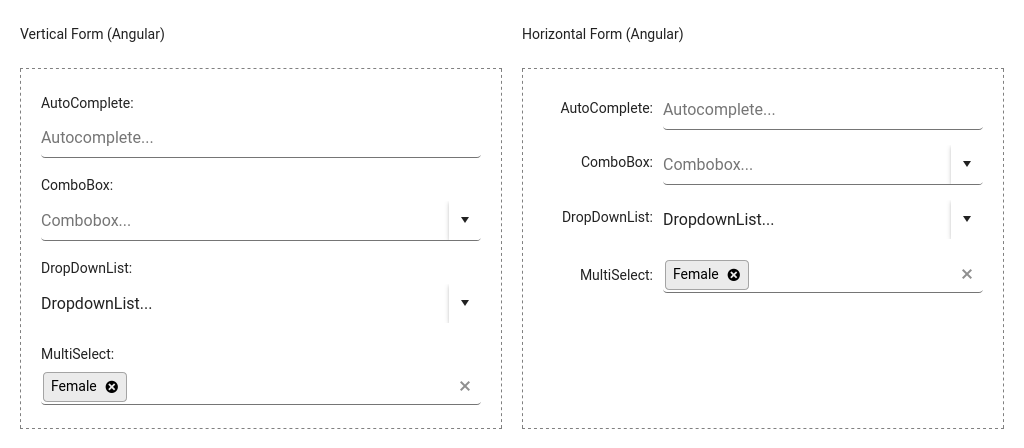 Vertical Form (Angular)
AutoComplete:
Autocomplete...
ComboBox:
Combobox...
DropDownList:
DropdownList...
MultiSelect:
Female
Horizontal Form (Angular)
AutoComplete: Autocomplete...
ComboBox: Combobox...
DropDownList: DropdownList...
MultiSelect: Female